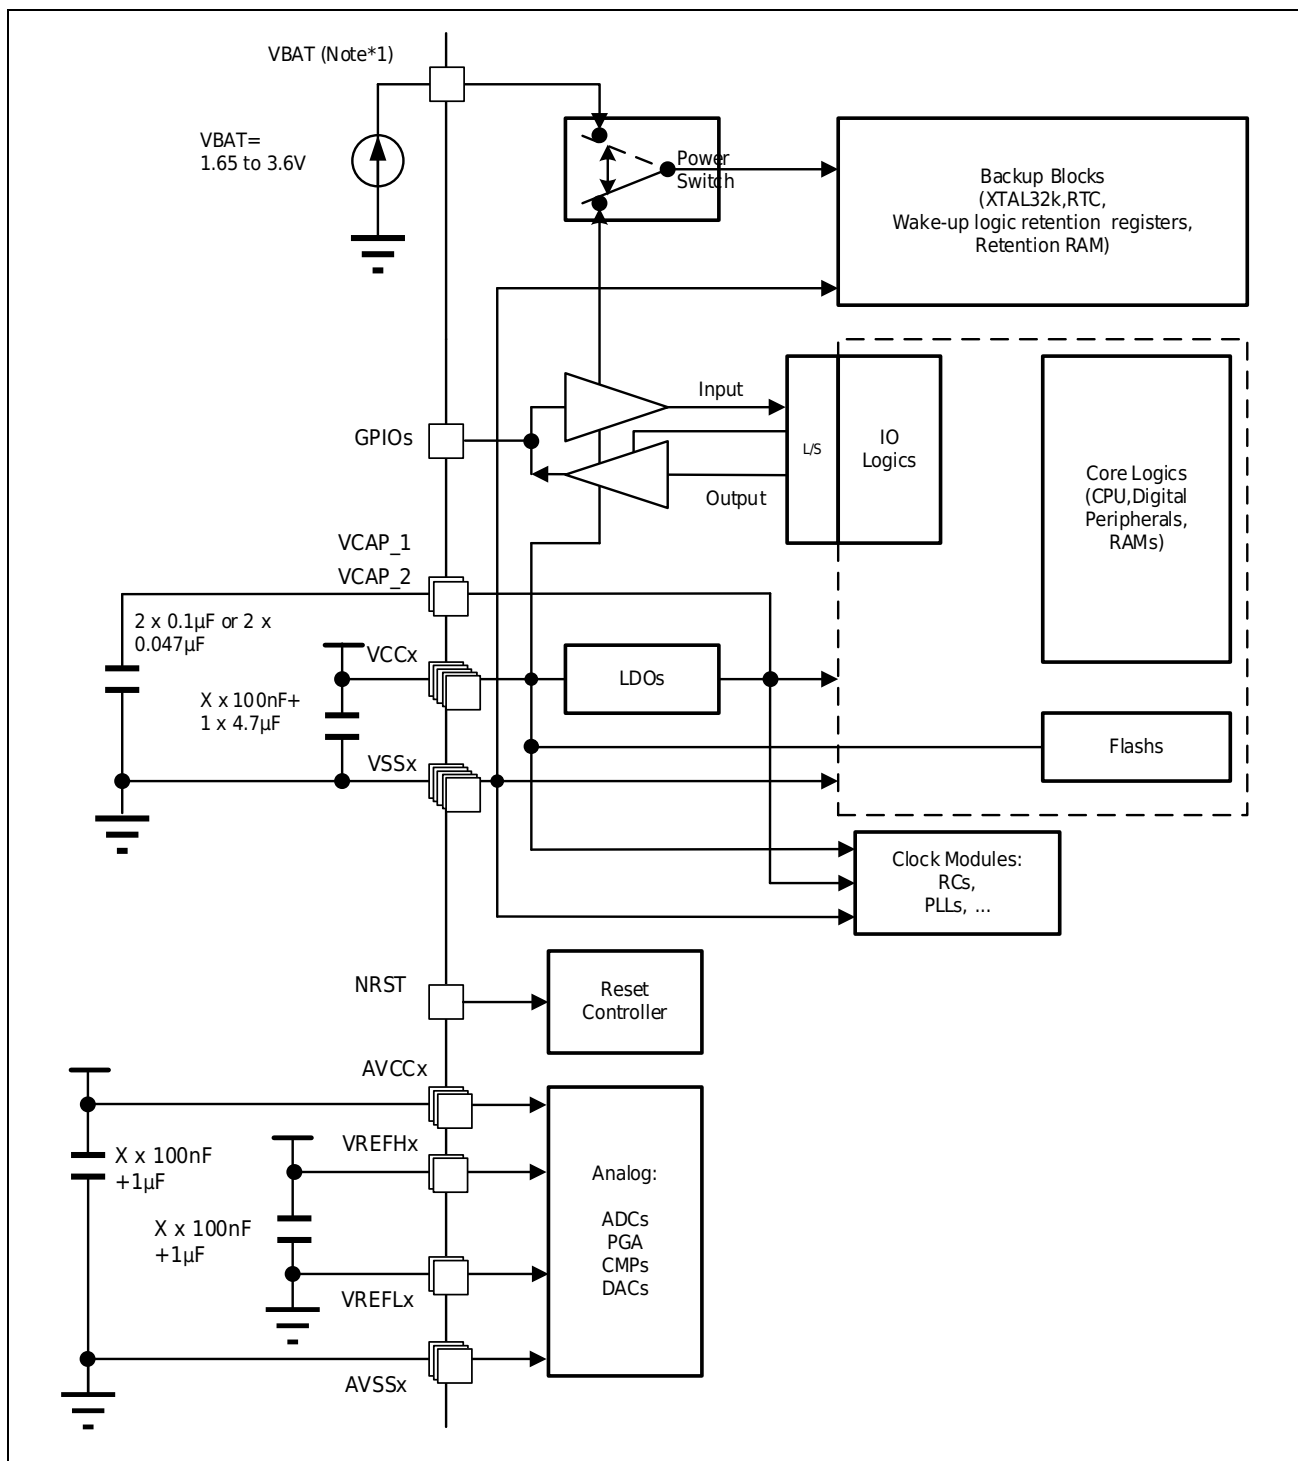 VBAT (Note*1)
VBAT=
1.65 to 3.6V
Power
Switch
Backup Blocks
(XTAL32k,RTC,
Wake-up logic retention registers,
Retention RAM)
Input
GPIOs
L/S
IO
Logics
Output
Core Logics
(CPU,Digital
Peripherals,
RAMs)
VCAP_1
VCAP_2
2 x 0.1µF or 2 x
0.047µF
VCCx
LDOs
X x 100nF+
1 x 4.7µF
VSSx
Flashs
Clock Modules:
RCs,
PLLs, ...
NRST
Reset
Controller
AVCCx
VREFHx
X x 100nF
+1µF
Analog:
ADCs
PGA
CMPs
DACs
X x 100nF
+1µF
VREFLx
AVSSx